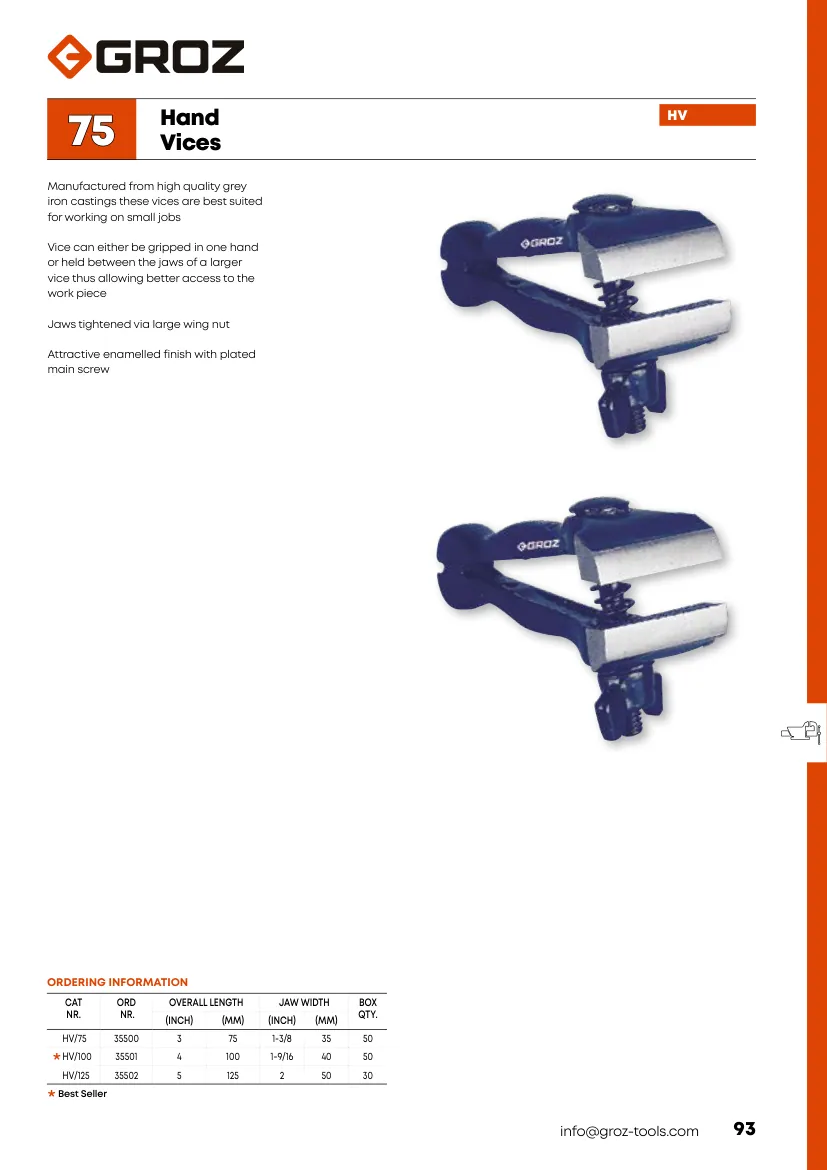 GROZ
75
Hand
Vices
HV
Manufactured from high quality grey
iron castings these vices are best suited
for working on small jobs
Vice can either be gripped in one hand
or held between the jaws of a larger
vice thus allowing better access to the
work piece
Jaws tightened via large wing nut
Attractive enamelled finish with plated
main screw
GROZ
GROZ
ORDERING INFORMATION
CAT ORD OVERALL LENGTH JAW WIDTH BOX
NR. NR. (INCH) (MM) (INCH) (MM) QTY.
HV/75 35500 3 75 1-3/8 35 50
* HV/100 35501 4 100 1-9/16 40 50
HV/125 35502 5 125 2 50 30
* Best Seller
info@groz-tools.com 93